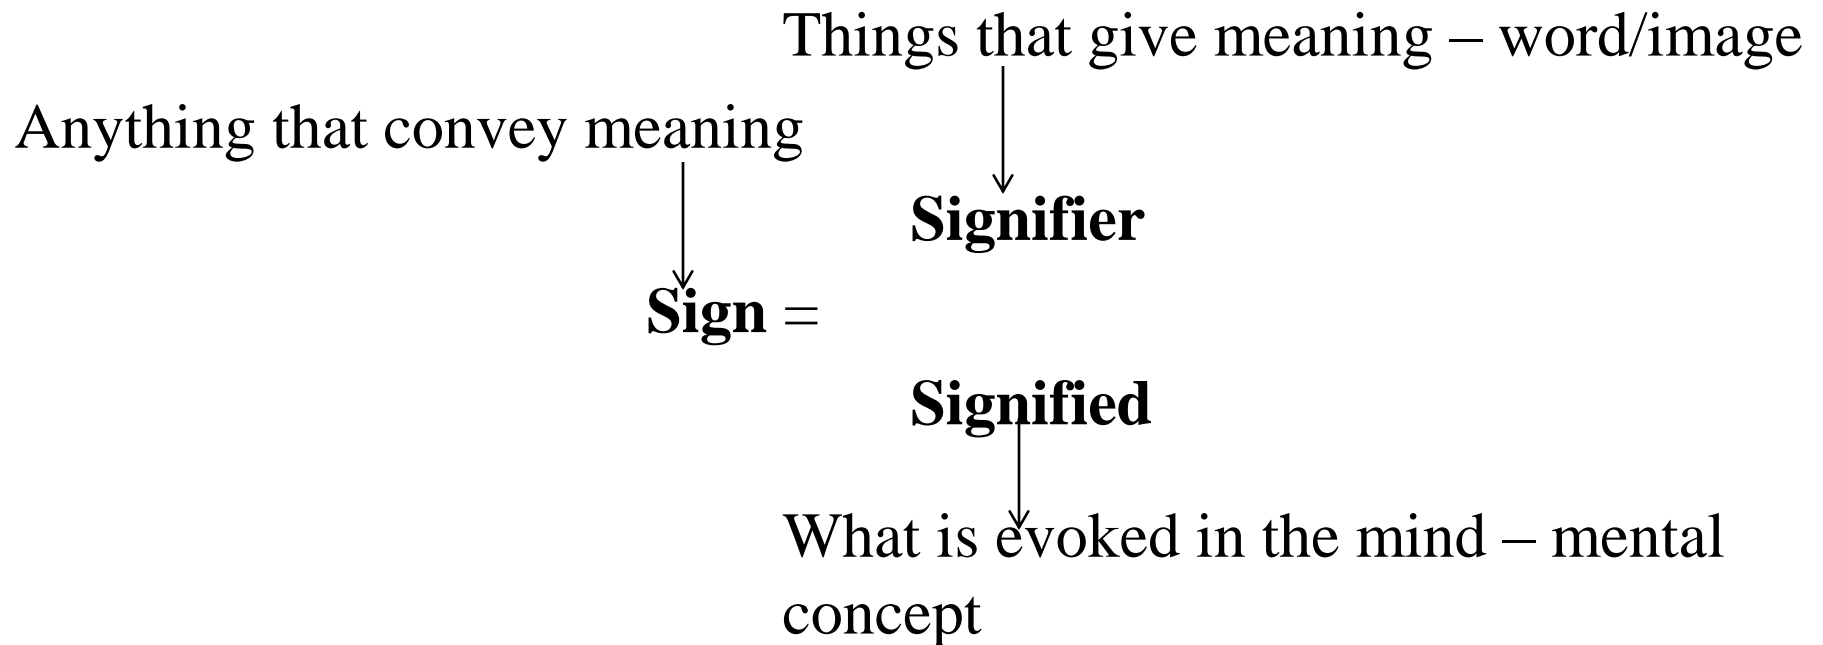 Things that give meaning – word/image
Anything that convey meaning
Signifier
Sign =
Signified
What is evoked in the mind – mental
concept